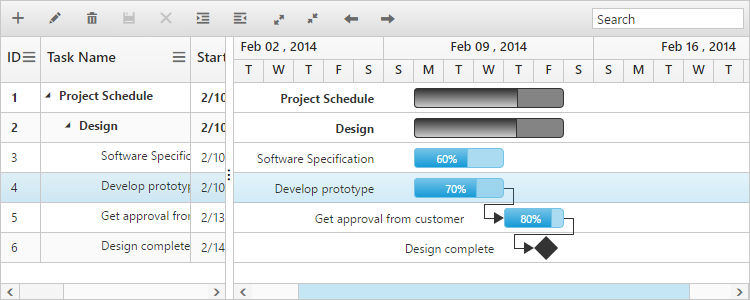 Search
ID Task Name Start
Feb 02 , 2014 Feb 09 , 2014 Feb 16 , 2014
T W T F S S M T W T F S S M T W T
1 Project Schedule 2/10 Project Schedule
2 Design 2/10 Design
3 Software Specific 2/10 Software Specification 60%
4 Develop prototyp 2/10 Develop prototype 70%
5 Get approval fror 2/13 Get approval from customer 80%
6 Design complete 2/14 Design complete